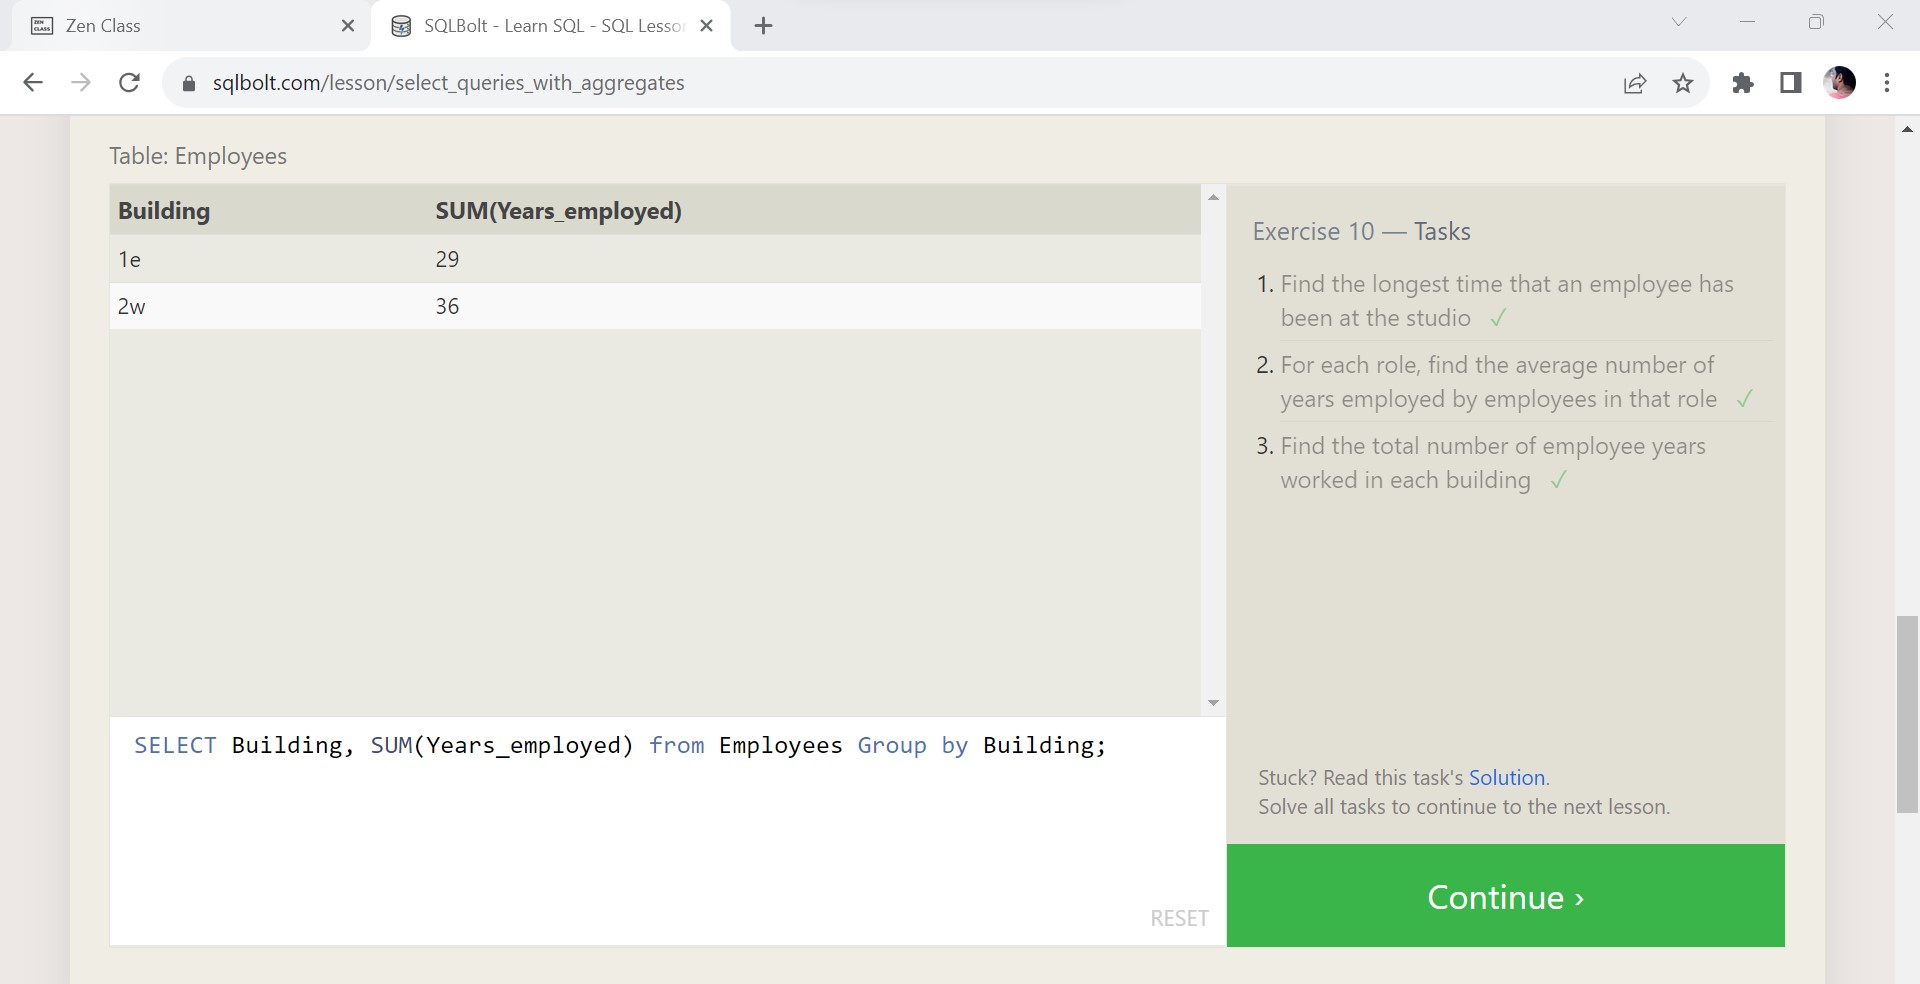 ZEN CLASS Zen Class
SQLBolt - Learn SQL - SQL Lesso
sqlbolt.com/lesson/select_queries_with_aggregates
Table: Employees
Building SUM(Years_employed)
1e 29
2w 36
SELECT Building, SUM(Years_employed) from Employees Group by Building;
RESET
Exercise 10 — Tasks
1. Find the longest time that an employee has
been at the studio ✓
2. For each role, find the average number of
years employed by employees in that role ✓
3. Find the total number of employee years
worked in each building ✓
Stuck? Read this task's Solution.
Solve all tasks to continue to the next lesson.
Continue ›